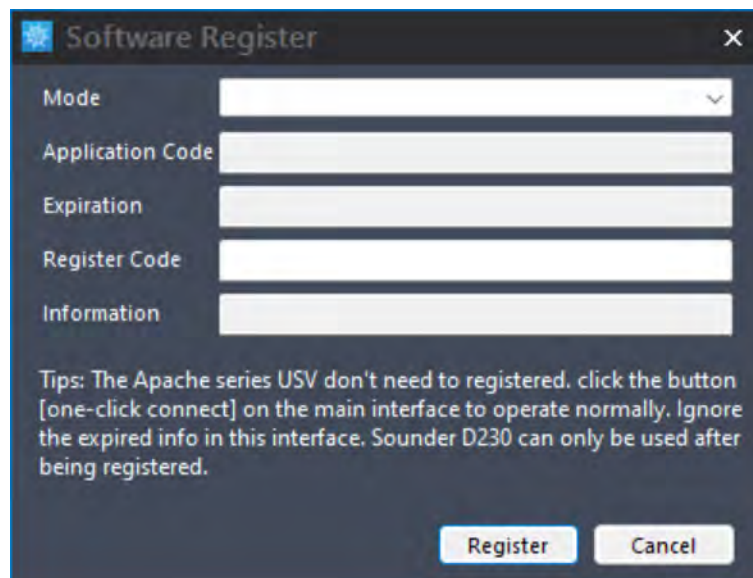 Software Register
Mode
Application Code
Expiration
Register Code
Information
Tips: The Apache series USV don't need to registered. click the button
[one-click connect] on the main interface to operate normally. Ignore
the expired info in this interface. Sounder D230 can only be used after
being registered.
Register Cancel